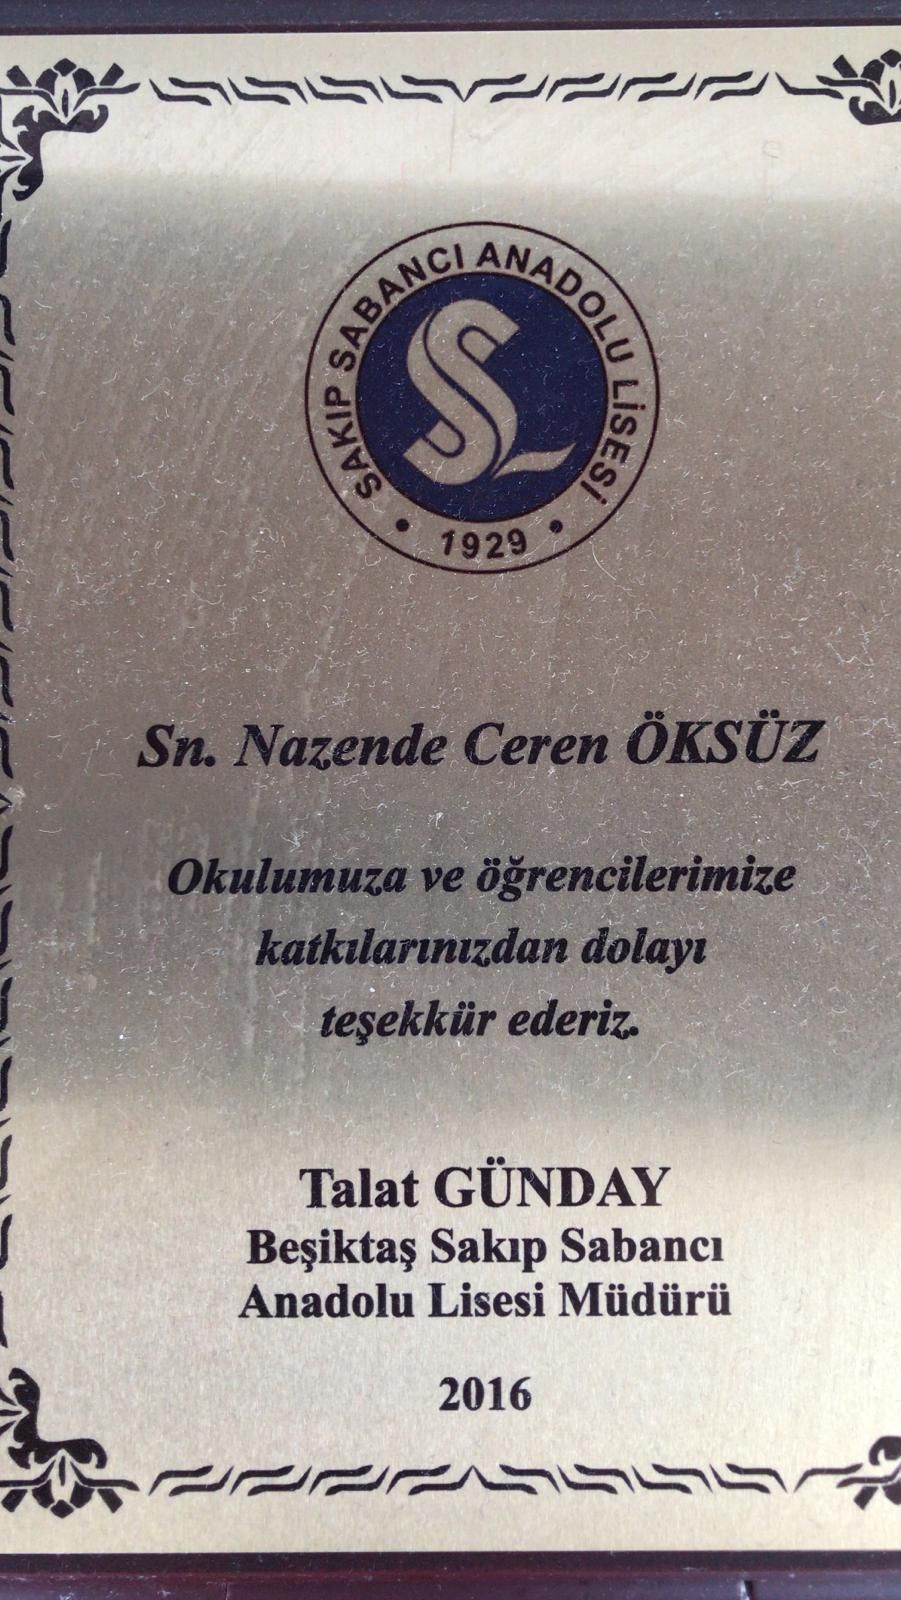 SAKIP SABANCI ANADOLU LİSESİ
• 1929 •
Sn. Nazende Ceren ÖKSÜZ
Okulumuza ve öğrencilerimize
katkılarınızdan dolayı
teşekkür ederiz.
Talat GÜNDAY
Beşiktaş Sakıp Sabancı
Anadolu Lisesi Müdürü
2016